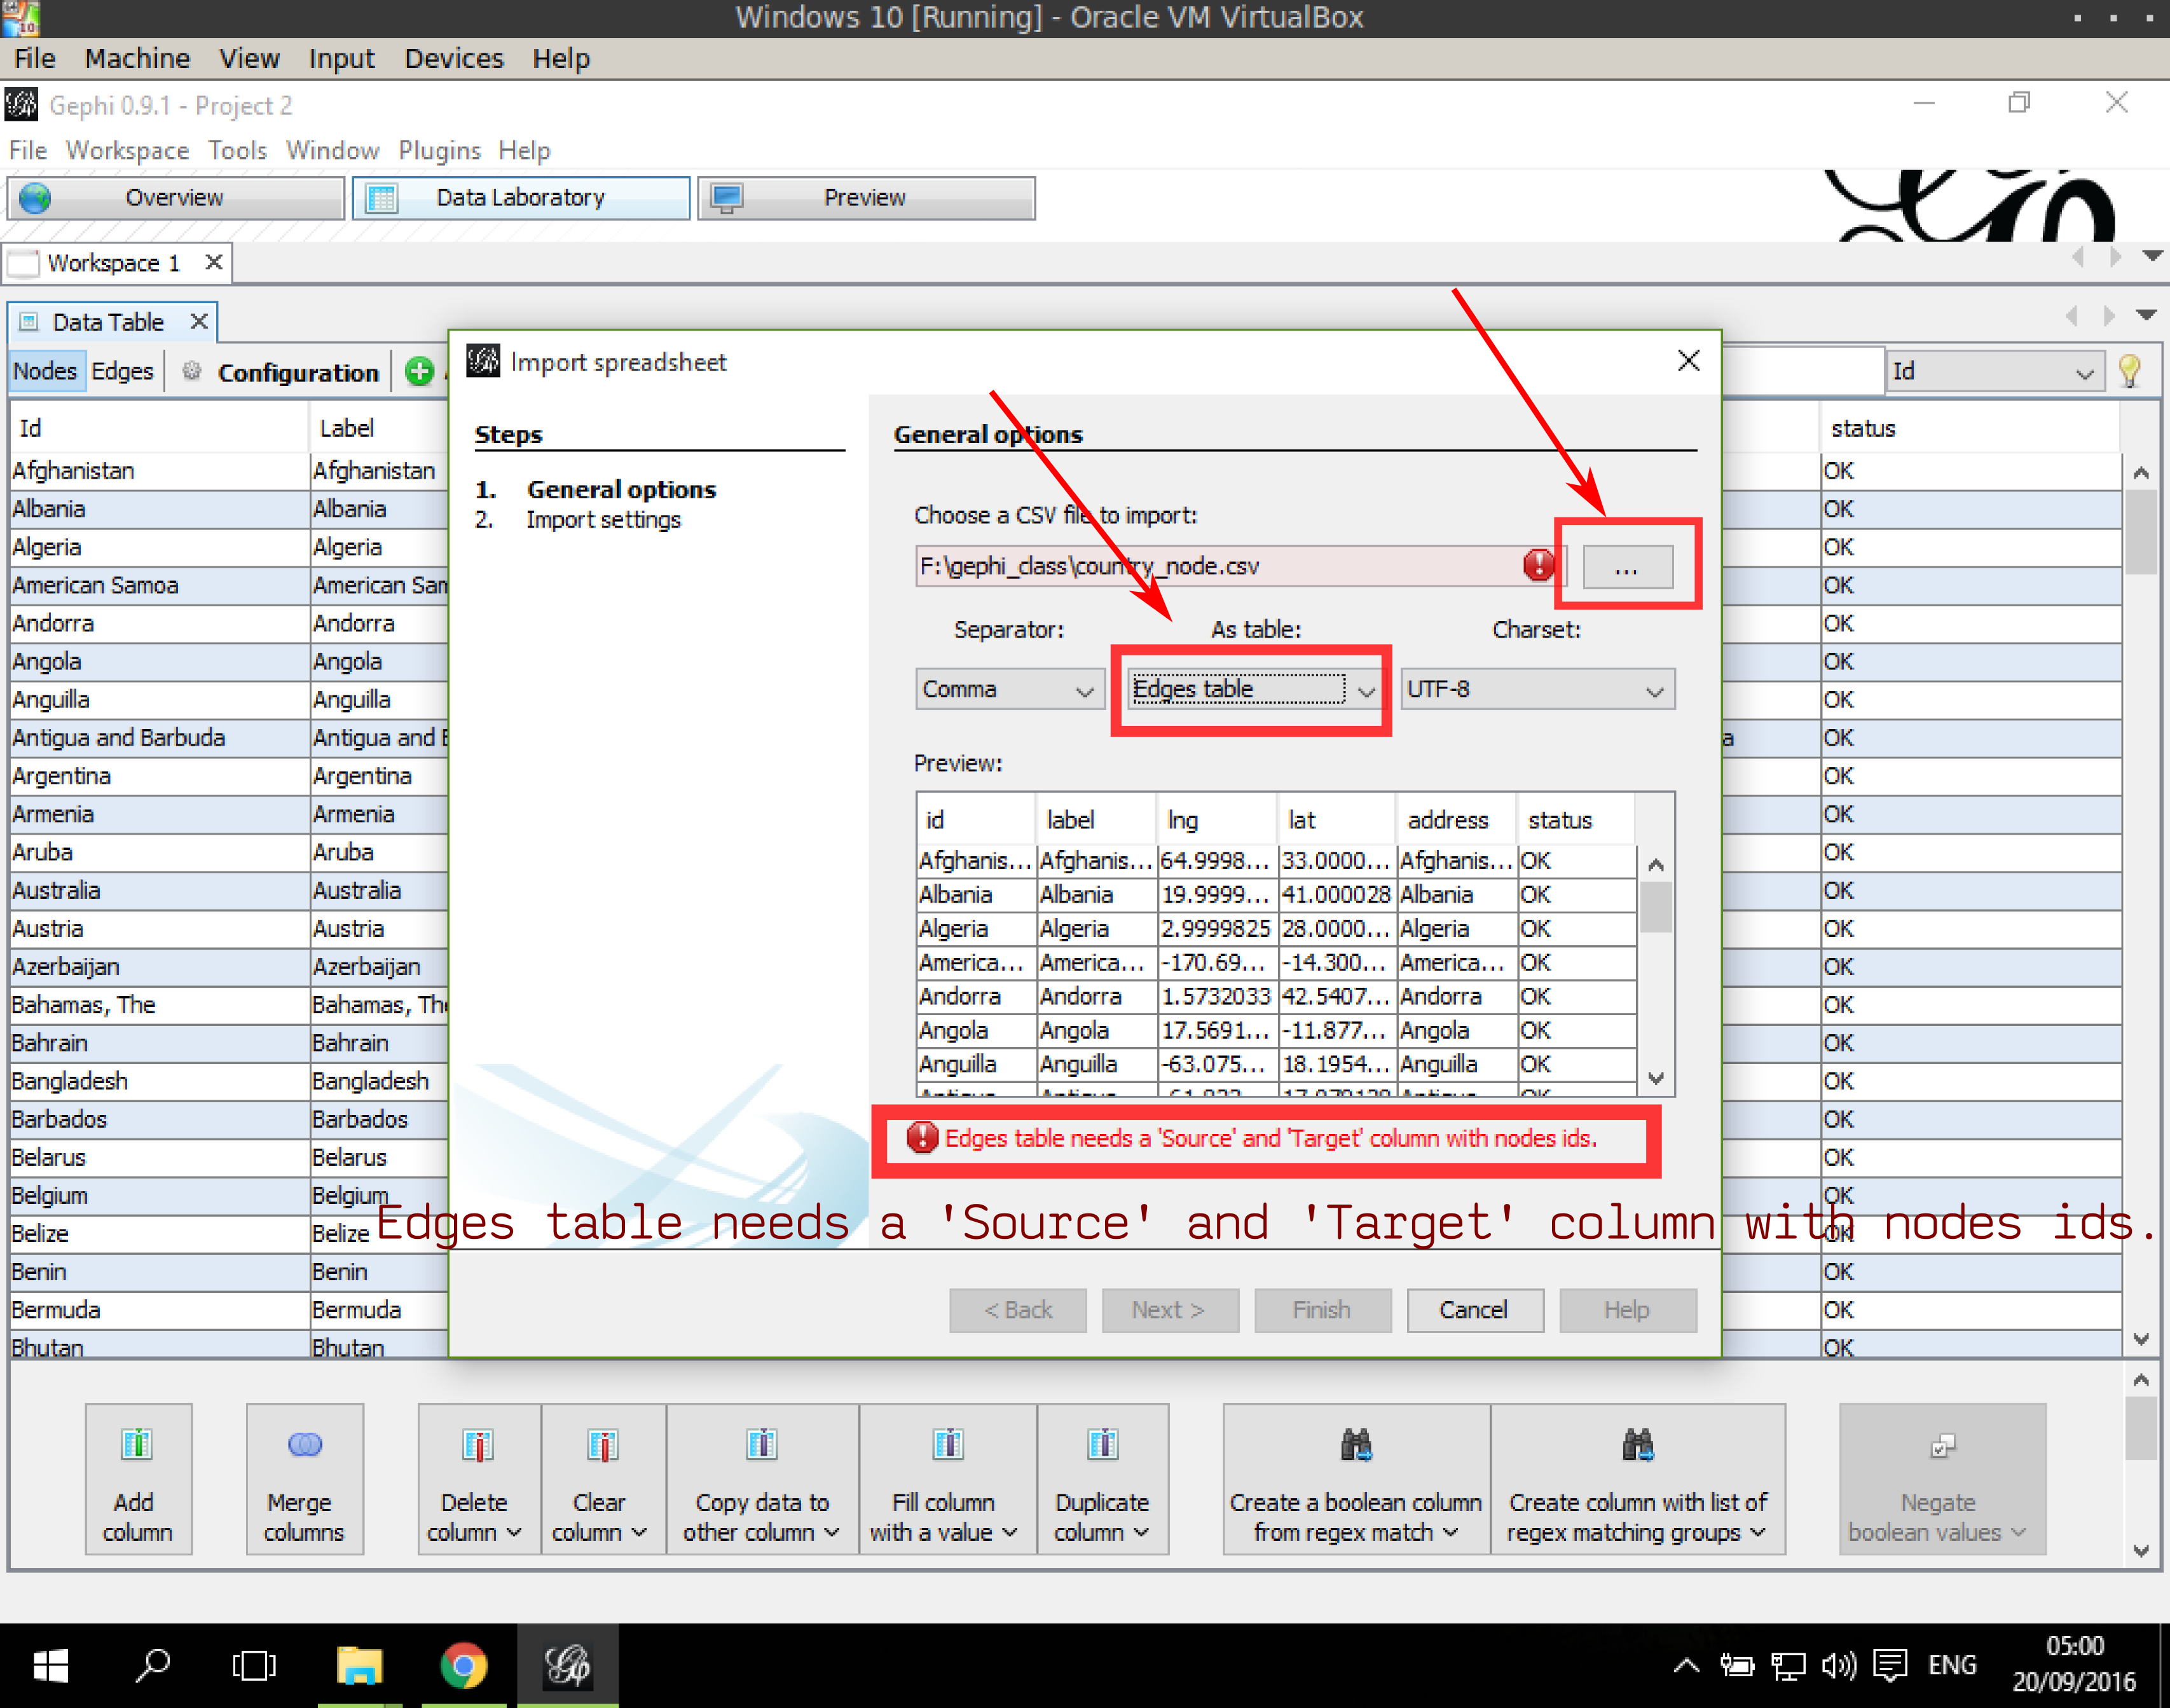 Windows 10 [Running] - Oracle VM VirtualBox
File Machine View Input Devices Help
Gephi 0.9.1 - Project 2
File Workspace Tools Window Plugins Help
Overview Data Laboratory Preview
Workspace 1
Data Table
Nodes Edges Configuration Id
Id Label status
Afghanistan Afghanistan OK
Albania Albania OK
Algeria Algeria OK
American Samoa American Sam OK
Andorra Andorra OK
Angola Angola OK
Anguilla Anguilla OK
Antigua and Barbuda Antigua and B a OK
Argentina Argentina OK
Armenia Armenia OK
Aruba Aruba OK
Australia Australia OK
Austria Austria OK
Azerbaijan Azerbaijan OK
Bahamas, The Bahamas, The OK
Bahrain Bahrain OK
Bangladesh Bangladesh OK
Barbados Barbados OK
Belarus Belarus OK
Belgium Belgium OK
Belize Belize OK
Benin Benin OK
Bermuda Bermuda OK
Bhutan Bhutan OK
Import spreadsheet
Steps
1. General options
2. Import settings
General options
Choose a CSV file to import:
F:\gephi_class\country_node.csv ...
Separator: As table: Charset:
Comma Edges table UTF-8
Preview:
id label lng lat address status
Afghanis... Afghanis... 64.9998... 33.0000... Afghanis... OK
Albania Albania 19.9999... 41.000028 Albania OK
Algeria Algeria 2.9999825 28.0000... Algeria OK
America... America... -170.69... -14.300... America... OK
Andorra Andorra 1.5732033 42.5407... Andorra OK
Angola Angola 17.5691... -11.877... Angola OK
Anguilla Anguilla -63.075... 18.1954... Anguilla OK
Edges table needs a 'Source' and 'Target' column with nodes ids.
Edges table needs a 'Source' and 'Target' column with nodes ids.
< Back Next > Finish Cancel Help
Add column
Merge columns
Delete column
Clear column
Copy data to other column
Fill column with a value
Duplicate column
Create a boolean column from regex match
Create column with list of regex matching groups
Negate boolean values
ENG
05:00
20/09/2016